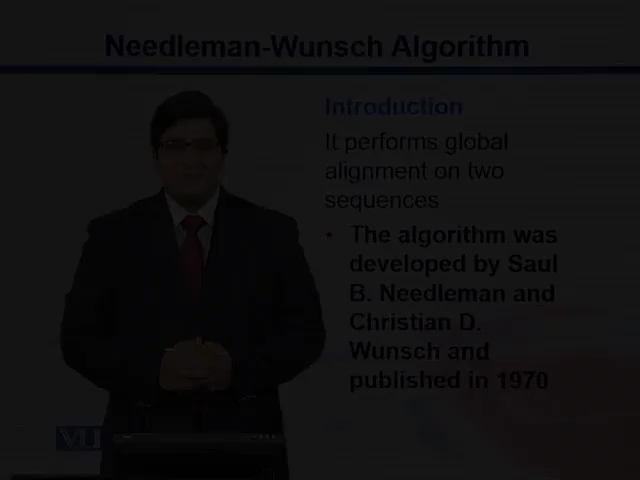 Needleman-Wunsch Algorithm
Introduction
It performs global
alignment on two
sequences
• The algorithm was
developed by Saul
B. Needleman and
Christian D.
Wunsch and
published in 1970
VU